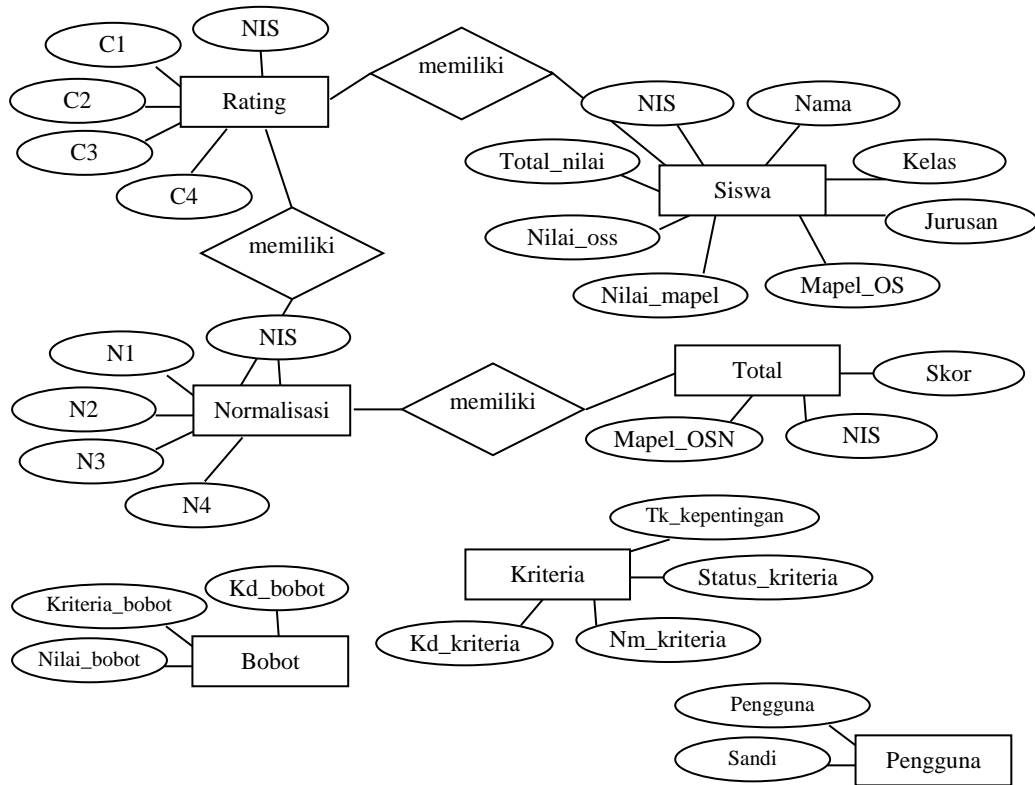 C1
NIS
memiliki
C2
Rating
NIS
Nama
C3
Total_nilai
Kelas
C4
Siswa
Nilai_oss
Jurusan
memiliki
Nilai_mapel
Mapel_OS
NIS
N1
Total
Skor
N2
Normalisasi
memiliki
Mapel_OSN
NIS
N3
N4
Tk_kepentingan
Kriteria
Status_kriteria
Kd_bobot
Kriteria_bobot
Kd_kriteria
Nm_kriteria
Nilai_bobot
Bobot
Pengguna
Sandi
Pengguna